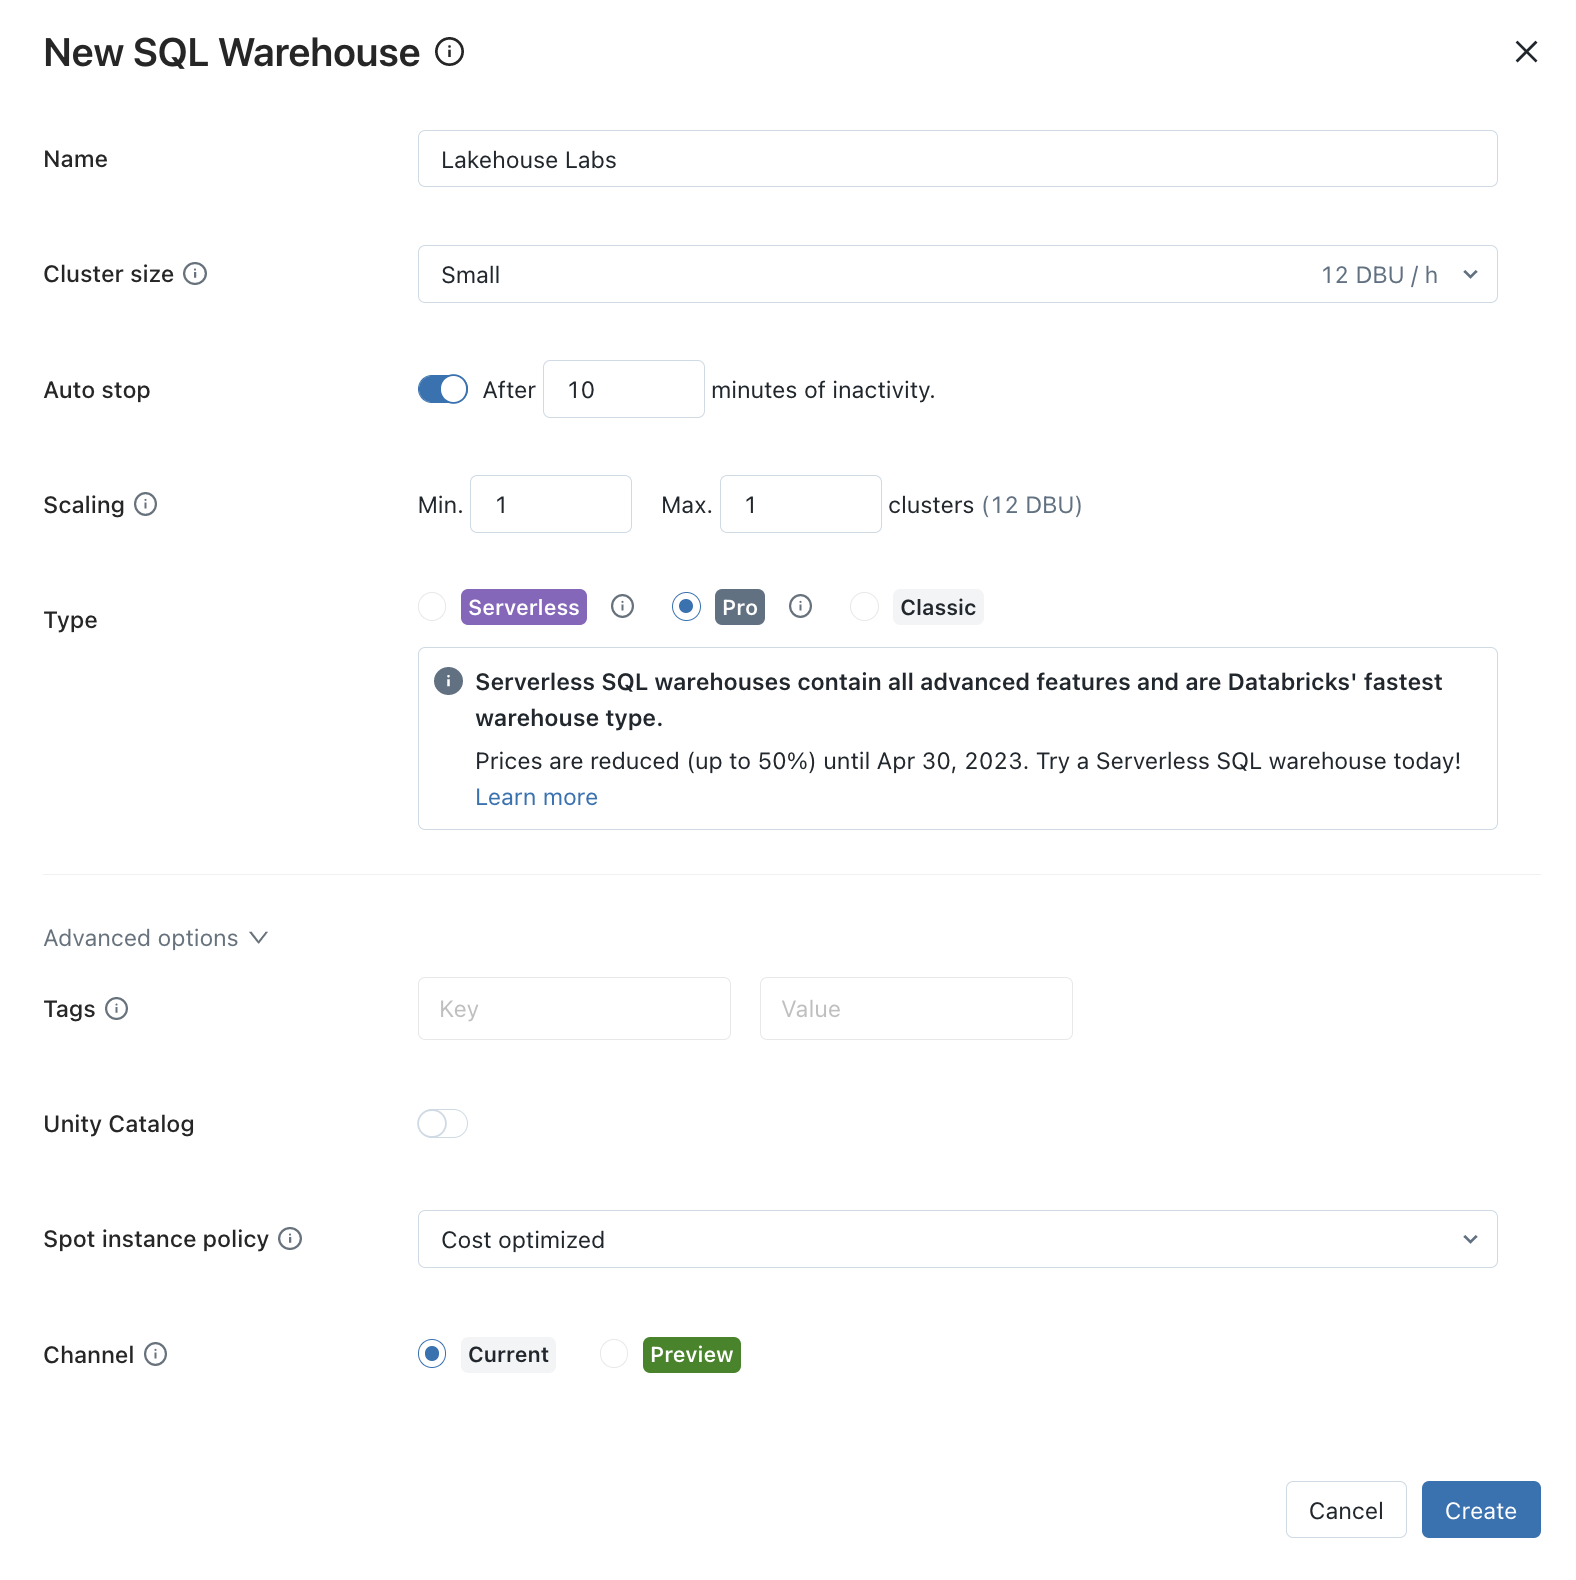 New SQL Warehouse
Name
Lakehouse Labs
Cluster size
Small
12 DBU / h
Auto stop
After 10 minutes of inactivity.
Scaling
Min. 1 Max. 1 clusters (12 DBU)
Type
Serverless Pro Classic
Serverless SQL warehouses contain all advanced features and are Databricks' fastest
warehouse type.
Prices are reduced (up to 50%) until Apr 30, 2023. Try a Serverless SQL warehouse today!
Learn more
Advanced options
Tags
Key
Value
Unity Catalog
Spot instance policy
Cost optimized
Channel
Current Preview
Cancel
Create